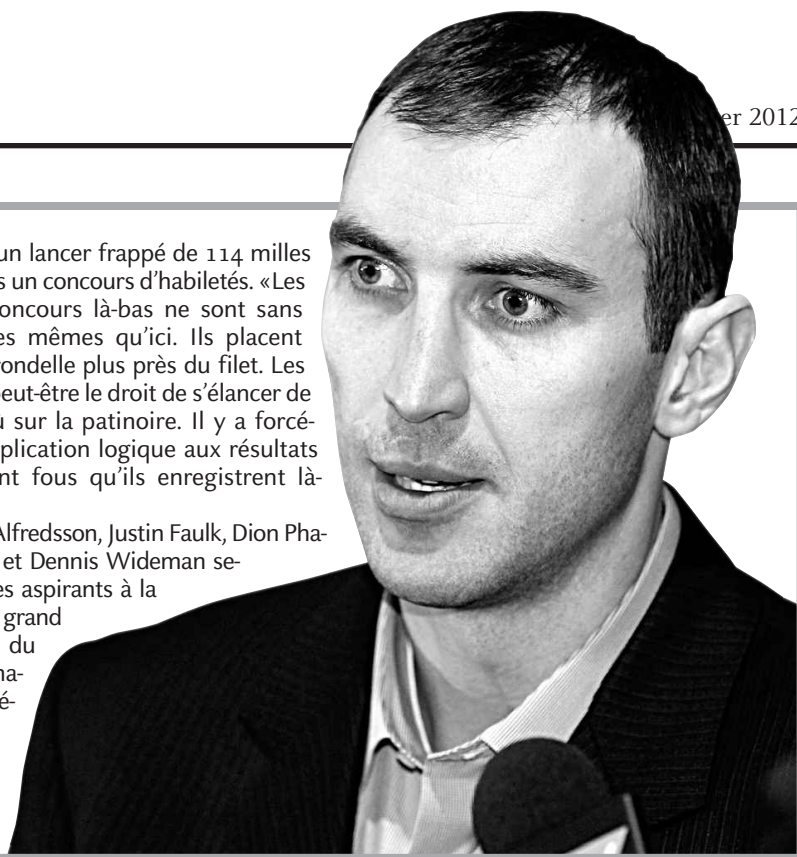 er 2012
un lancer frappé de 114 milles
s un concours d'habiletés. «Les
oncours là-bas ne sont sans
es mêmes qu'ici. Ils placent
rondelle plus près du filet. Les
peut-être le droit de s'élancer de
ù sur la patinoire. Il y a forcé-
plication logique aux résultats
nt fous qu'ils enregistrent là-
Alfredsson, Justin Faulk, Dion Pha-
et Dennis Wideman se-
es aspirants à la
grand
du
na-
é-